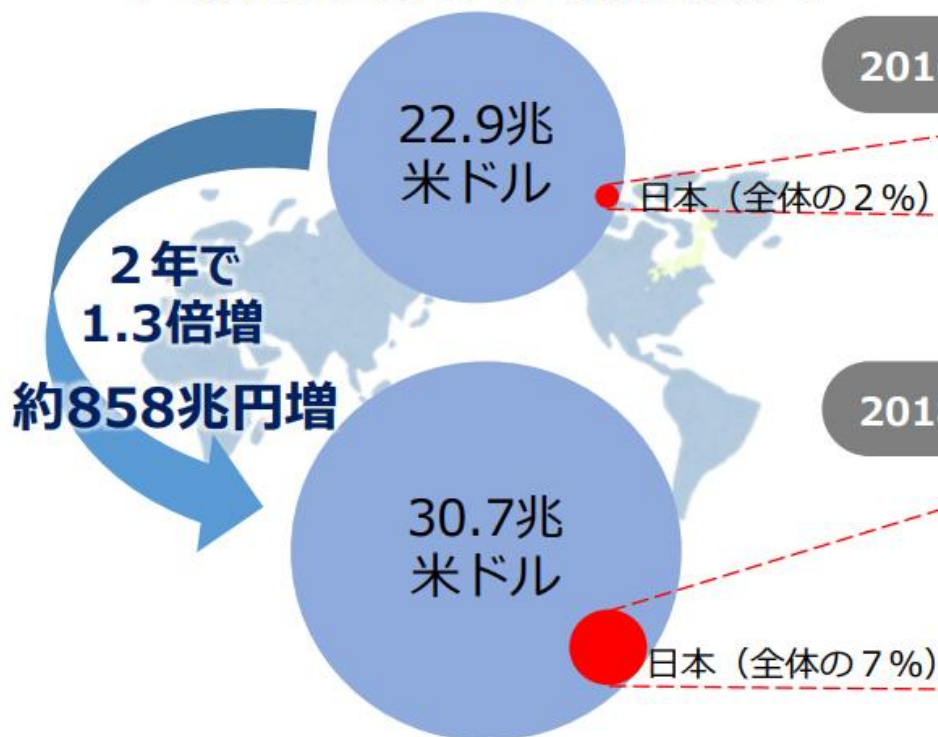 22.9兆
米ドル
201
日本（全体の２％）
２年で
1.3倍増
約858兆円増
201
30.7兆
米ドル
日本（全体の７％）